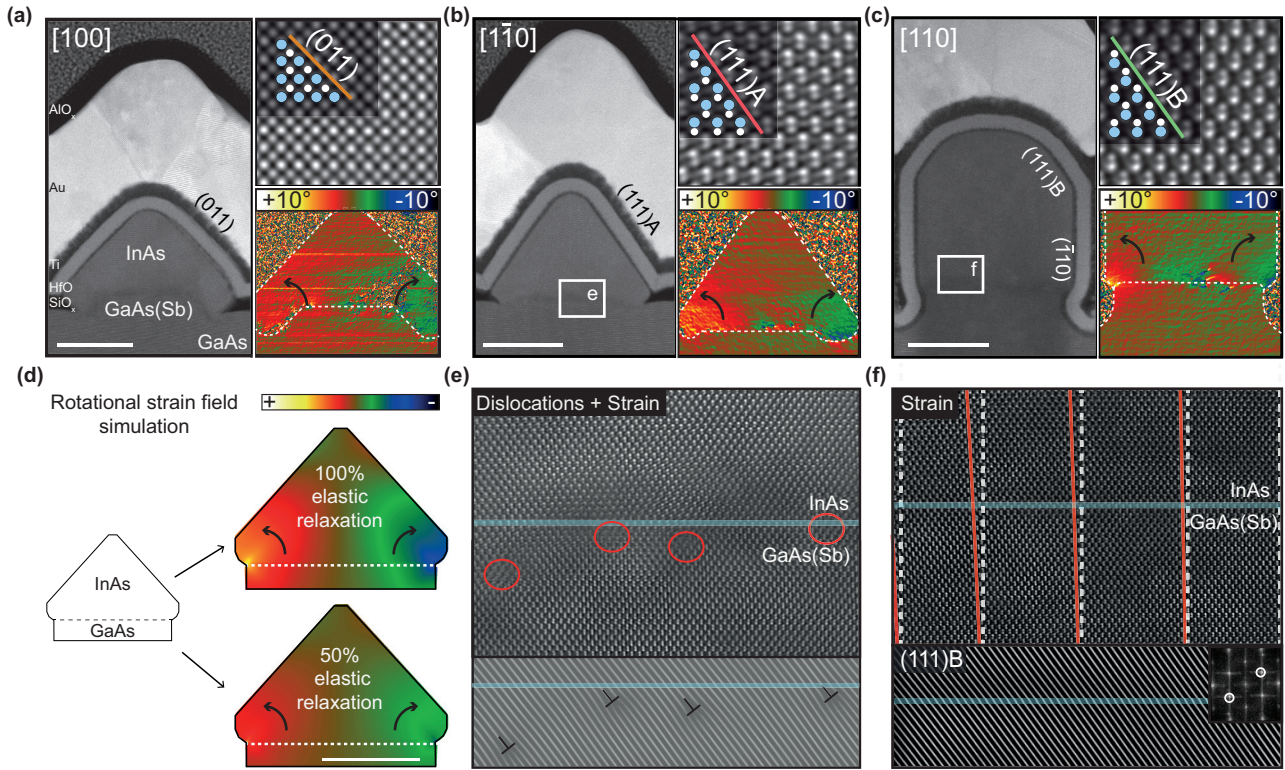 (a)
[100]
(011)
AlOx
Au
(011)
InAs
Ti
HfO
SiOx
GaAs(Sb)
GaAs
+10° -10°
(b)
[11̄0]
(111)A
(111)A
e
+10° -10°
(c)
[110]
(111)B
(111)B
(1̄10)
f
+10° -10°
(d)
Rotational strain field
simulation
+ -
100%
elastic
relaxation
InAs
GaAs
50%
elastic
relaxation
(e)
Dislocations + Strain
InAs
GaAs(Sb)
(f)
Strain
InAs
GaAs(Sb)
(111)B